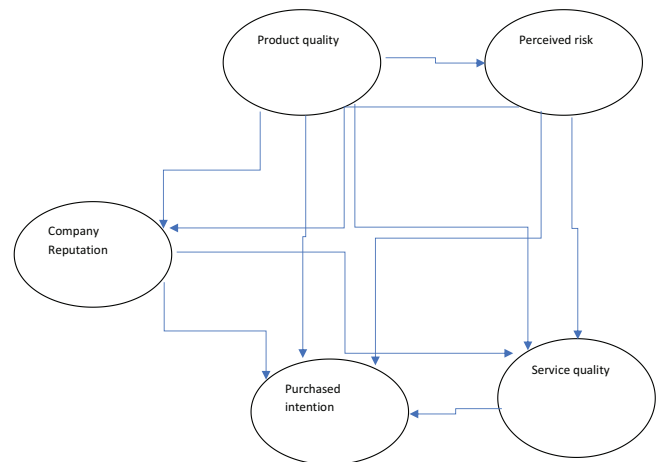 Product quality
Perceived risk
Company
Reputation
Purchased
intention
Service quality